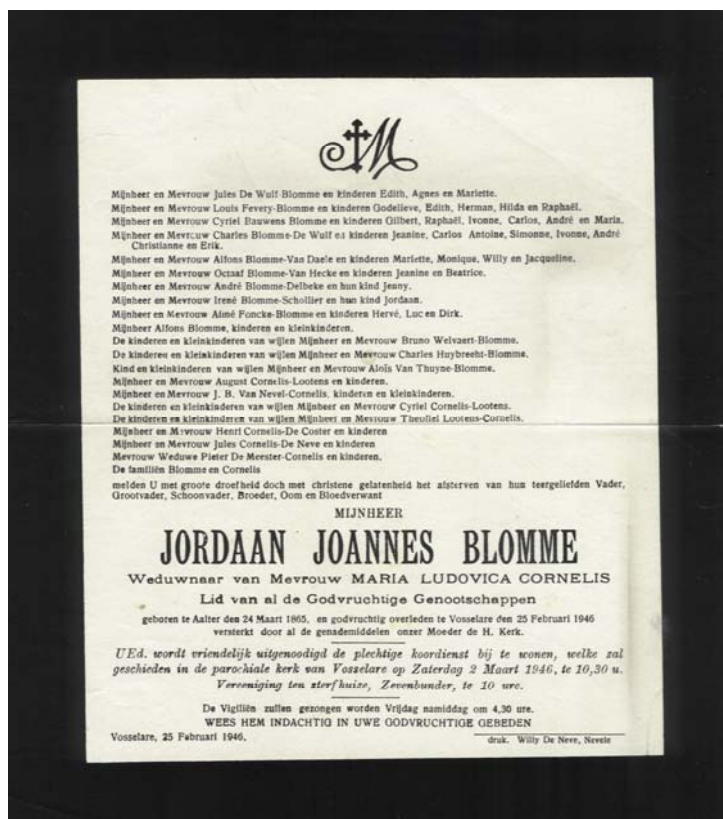 M
Mijnheer en Mevrouw Jules De Wulf-Blomme en kinderen Edith, Agnes en Mariette.
Mijnheer en Mevrouw Louis Fevery-Blomme en kinderen Godelieve, Edith, Herman, Hilda en Raphaël.
Mijnheer en Mevrouw Cyriel Bauwens Blomme en kinderen Gilbert, Raphaël, Ivonne, Carlos, André en Maria.
Mijnheer en Mevrouw Charles Blomme-De Wulf en kinderen Jeanine, Carlos Antoine, Simonne, Ivonne, André
Christianne en Erik.
Mijnheer en Mevrouw Alfons Blomme-Van Daele en kinderen Mariette, Monique, Willy en Jacqueline.
Mijnheer en Mevrouw Octaaf Blomme-Van Hecke en kinderen Jeanine en Beatrice.
Mijnheer en Mevrouw André Blomme-Delbeke en hun kind Jenny.
Mijnheer en Mevrouw Irené Blomme-Schollier en hun kind Jordaan.
Mijnheer en Mevrouw Aimé Foncke-Blomme en kinderen Hervé, Luc en Dirk.
Mijnheer Alfons Blomme, kinderen en kleinkinderen.
De kinderen en kleinkinderen van wijlen Mijnheer en Mevrouw Bruno Welvaert-Blomme.
De kinderen en kleinkinderen van wijlen Mijnheer en Mevrouw Charles Huybrecht-Blomme.
Kind en kleinkinderen van wijlen Mijnheer en Mevrouw Aloïs Van Thuyne-Blomme.
Mijnheer en Mevrouw August Cornelis-Lootens en kinderen.
Mijnheer en Mevrouw J. B. Van Nevel-Cornelis, kinderen en kleinkinderen.
De kinderen en kleinkinderen van wijlen Mijnheer en Mevrouw Cyriel Cornelis-Lootens.
De kinderen en kleinkinderen van wijlen Mijnheer en Mevrouw Theofiel Lootens-Cornelis.
Mijnheer en Mevrouw Henri Cornelis-De Coster en kinderen
Mijnheer en Mevrouw Jules Cornelis-De Neve en kinderen
Mevrouw Weduwe Pieter De Meester-Cornelis en kinderen.
De familiën Blomme en Cornelis
melden U met groote droefheid doch met christene gelatenheid het afsterven van hun teergeliefden Vader,
Grootvader, Schoonvader, Broeder, Oom en Bloedverwant
MIJNHEER
JORDAAN JOANNES BLOMME
Weduwnaar van Mevrouw MARIA LUDOVICA CORNELIS
Lid van al de Godvruchtige Genootschappen
geboren te Aalter den 24 Maart 1865, en godvruchtig overleden te Vosselare den 25 Februari 1946
versterkt door al de genademiddelen onzer Moeder de H. Kerk.
UEd. wordt vriendelijk uitgenoodigd de plechtige koordienst bij te wonen, welke zal
geschieden in de parochiale kerk van Vosselare op Zaterdag 2 Maart 1946, te 10,30 u.
Vereeniging ten sterfhuize, Zevenbunder, te 10 ure.
De Vigiliën zullen gezongen worden Vrijdag namiddag om 4,30 ure.
WEES HEM INDACHTIG IN UWE GODVRUCHTIGE GEBEDEN
Vosselare, 25 Februari 1946.
druk. Willy De Neve, Nevele